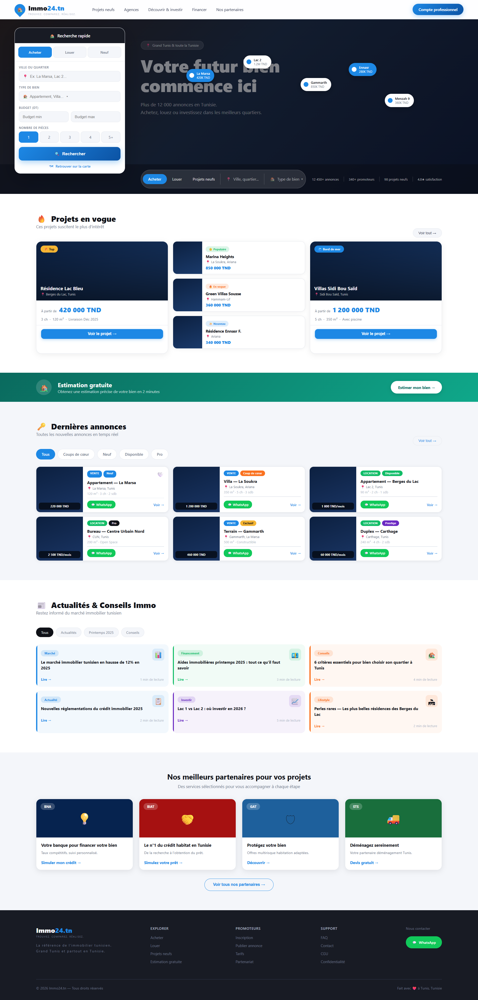 Immo24.tn
TROUVEZ. COMPAREZ. RÉALISEZ.
Projets neufs
Agences
Découvrir & investir
Financer
Nos partenaires
Compte professionnel
Recherche rapide
Acheter
Louer
Neuf
VILLE OU QUARTIER
Ex: La Marsa, Lac 2...
TYPE DE BIEN
Appartement, Villa...
BUDGET (DT)
Budget min
Budget max
NOMBRE DE PIÈCES
1
2
3
4
5+
Rechercher
Retrouver sur la carte
Grand Tunis & toute la Tunisie
Votre futur bien
commence ici
Plus de 12 000 annonces en Tunisie.
Achetez, louez ou investissez dans les meilleurs quartiers.
La Marsa
420K TND
Lac 2
1.2M TND
Gammarth
850K TND
Ennasr
280K TND
Menzah 9
360K TND
Acheter
Louer
Projets neufs
Ville, quartier...
Type de bien
12 450+ annonces
340+ promoteurs
98 projets neufs
4.8★ satisfaction
Projets en vogue
Ces projets suscitent le plus d'intérêt
Voir tout →
Top
Résidence Lac Bleu
Berges du Lac, Tunis
À partir de 420 000 TND
3 ch · 120 m² · Livraison Déc 2025
Voir le projet →
Populaire
Marina Heights
La Soukra, Ariana
850 000 TND
En vogue
Green Villas Sousse
Hammam-Lif
360 000 TND
Nouveau
Résidence Ennasr F.
Ariana
340 000 TND
Bord de mer
Villas Sidi Bou Saïd
Sidi Bou Saïd, Tunis
À partir de 1 200 000 TND
5 ch · 350 m² · Avec piscine
Voir le projet →
Estimation gratuite
Obtenez une estimation précise de votre bien en 2 minutes
Estimer mon bien →
Dernières annonces
Toutes les nouvelles annonces en temps réel
Voir tout →
Tous
Coups de cœur
Neuf
Disponible
Pro
VENTE
Neuf
Appartement — La Marsa
La Marsa, Tunis
120 m² · 3 ch · 2 sdb
220 000 TND
WhatsApp
Voir →
VENTE
Coup de cœur
Villa — La Soukra
La Soukra, Ariana
350 m² · 5 ch · 3 sdb
1 200 000 TND
WhatsApp
Voir →
LOCATION
Disponible
Appartement — Berges du Lac
Lac 2, Tunis
90 m² · 2 ch · 1 sdb
1 800 TND/mois
WhatsApp
Voir →
LOCATION
Pro
Bureau — Centre Urbain Nord
CUN, Tunis
200 m² · Open Space
2 500 TND/mois
WhatsApp
Voir →
VENTE
Exclusif
Terrain — Gammarth
Gammarth, La Marsa
500 m² · Constructible
460 000 TND
WhatsApp
Voir →
LOCATION
Prestige
Duplex — Carthage
Carthage, Tunis
240 m² · 4 ch · 2 sdb
60 000 TND/mois
WhatsApp
Voir →
Actualités & Conseils Immo
Restez informé du marché immobilier tunisien
Tous
Actualités
Printemps 2025
Conseils
Marché
Le marché immobilier tunisien en hausse de 12% en
2025
Lire →
1 min de lecture
Financement
Aides immobilières printemps 2025 : tout ce qu'il faut
savoir
Lire →
3 min de lecture
Conseils
6 critères essentiels pour bien choisir son quartier à
Tunis
Lire →
4 min de lecture
Actualité
Nouvelles réglementations du crédit immobilier 2025
Lire →
2 min de lecture
Investir
Lac 1 vs Lac 2 : où investir en 2026 ?
Lire →
5 min de lecture
Lifestyle
Perles rares — Les plus belles résidences des Berges du
Lac
Lire →
2 min de lecture
Nos meilleurs partenaires pour vos projets
Des services sélectionnés pour vous accompagner à chaque étape
BNA
Votre banque pour financer votre bien
Taux compétitifs, suivi personnalisé.
Simuler mon crédit →
BIAT
Le n°1 du crédit habitat en Tunisie
De la recherche à l'obtention du prêt.
Simulez votre prêt →
GAT
Protégez votre bien
Offres multirisque habitation adaptées.
Découvrir →
STS
Déménagez sereinement
Votre partenaire déménagement Tunis.
Devis gratuit →
Voir tous nos partenaires →
Immo24.tn
TROUVEZ. COMPAREZ. RÉALISEZ.
La référence de l'immobilier tunisien.
Grand Tunis et partout en Tunisie.
EXPLORER
Acheter
Louer
Projets neufs
Estimation gratuite
PROMOTEURS
Inscription
Publier annonce
Tarifs
Partenariat
SUPPORT
FAQ
Contact
CGU
Confidentialité
Nous contacter
WhatsApp
© 2026 Immo24.tn — Tous droits réservés
Fait avec ❤️ à Tunis, Tunisie